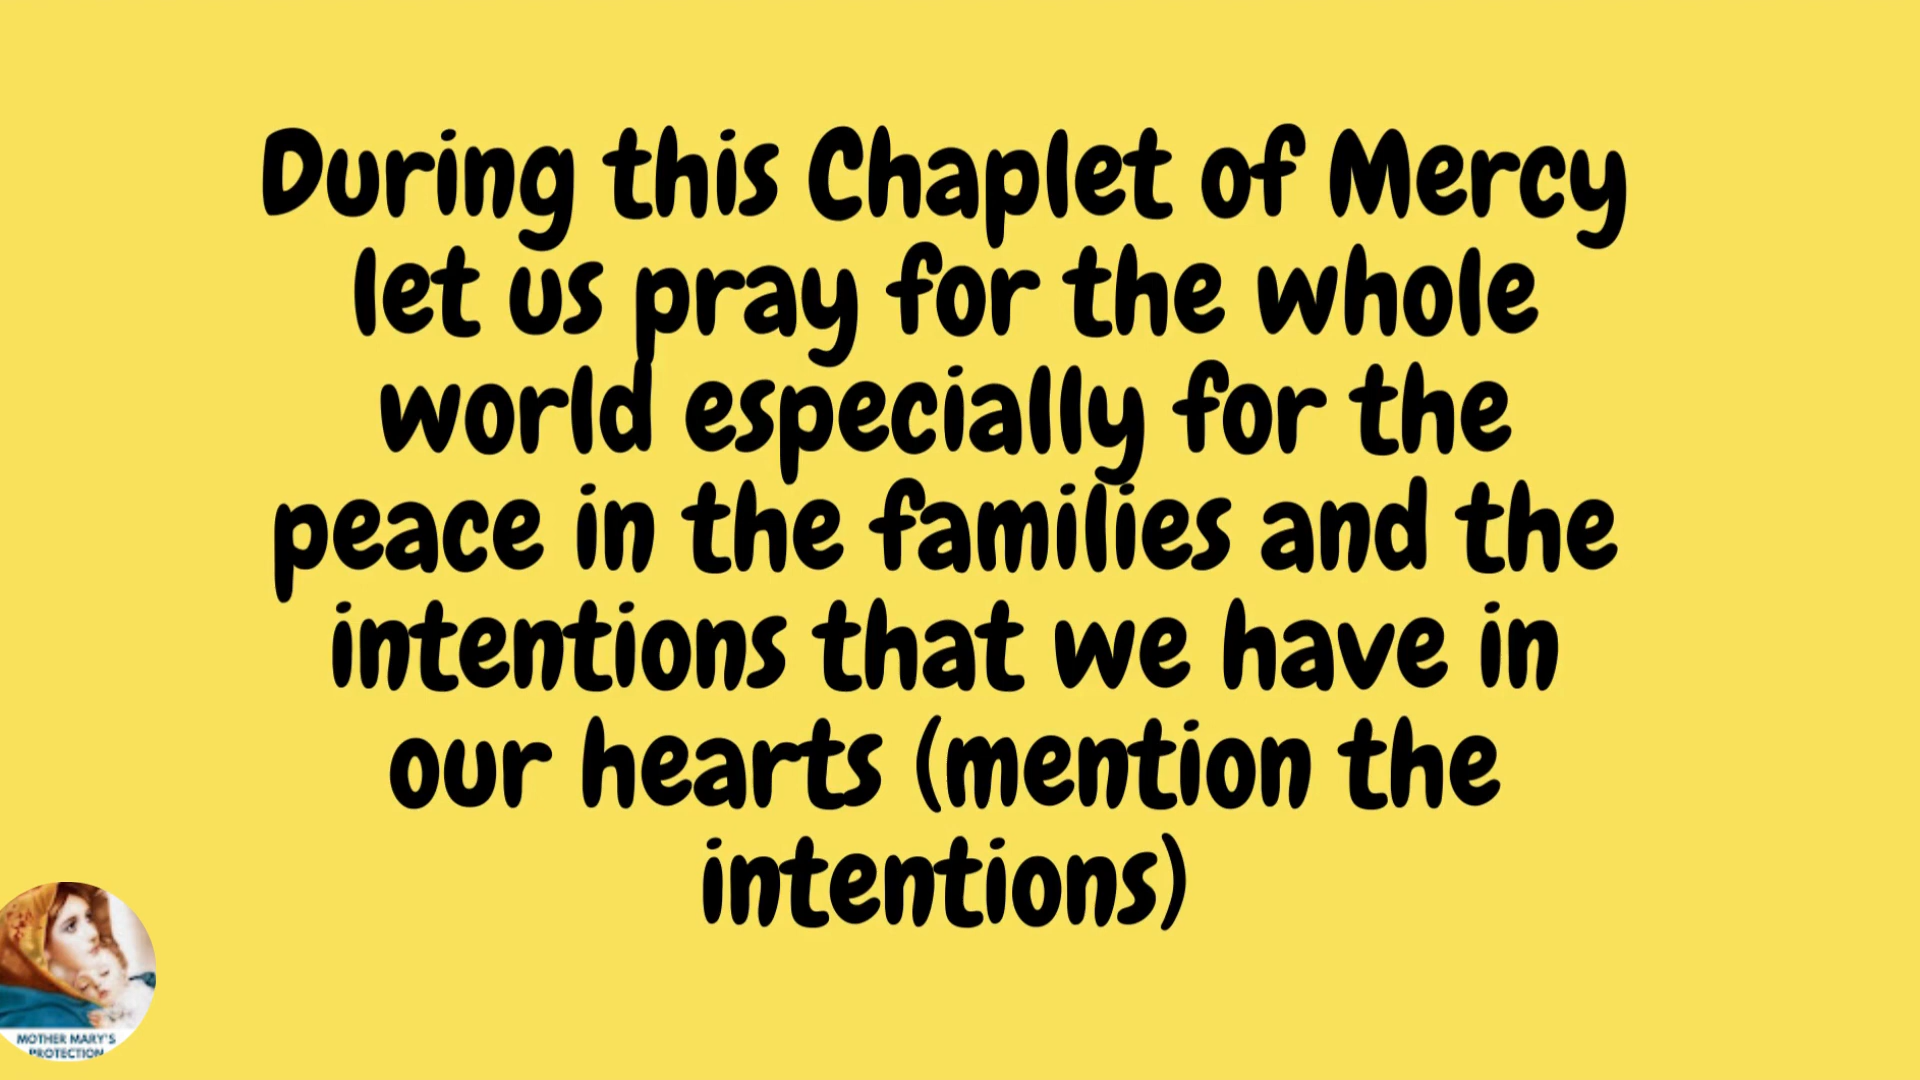 During this Chaplet of Mercy
let us pray for the whole
world especially for the
peace in the families and the
intentions that we have in
our hearts (mention the
intentions)
MOTHER MARY'S
PROTECTION